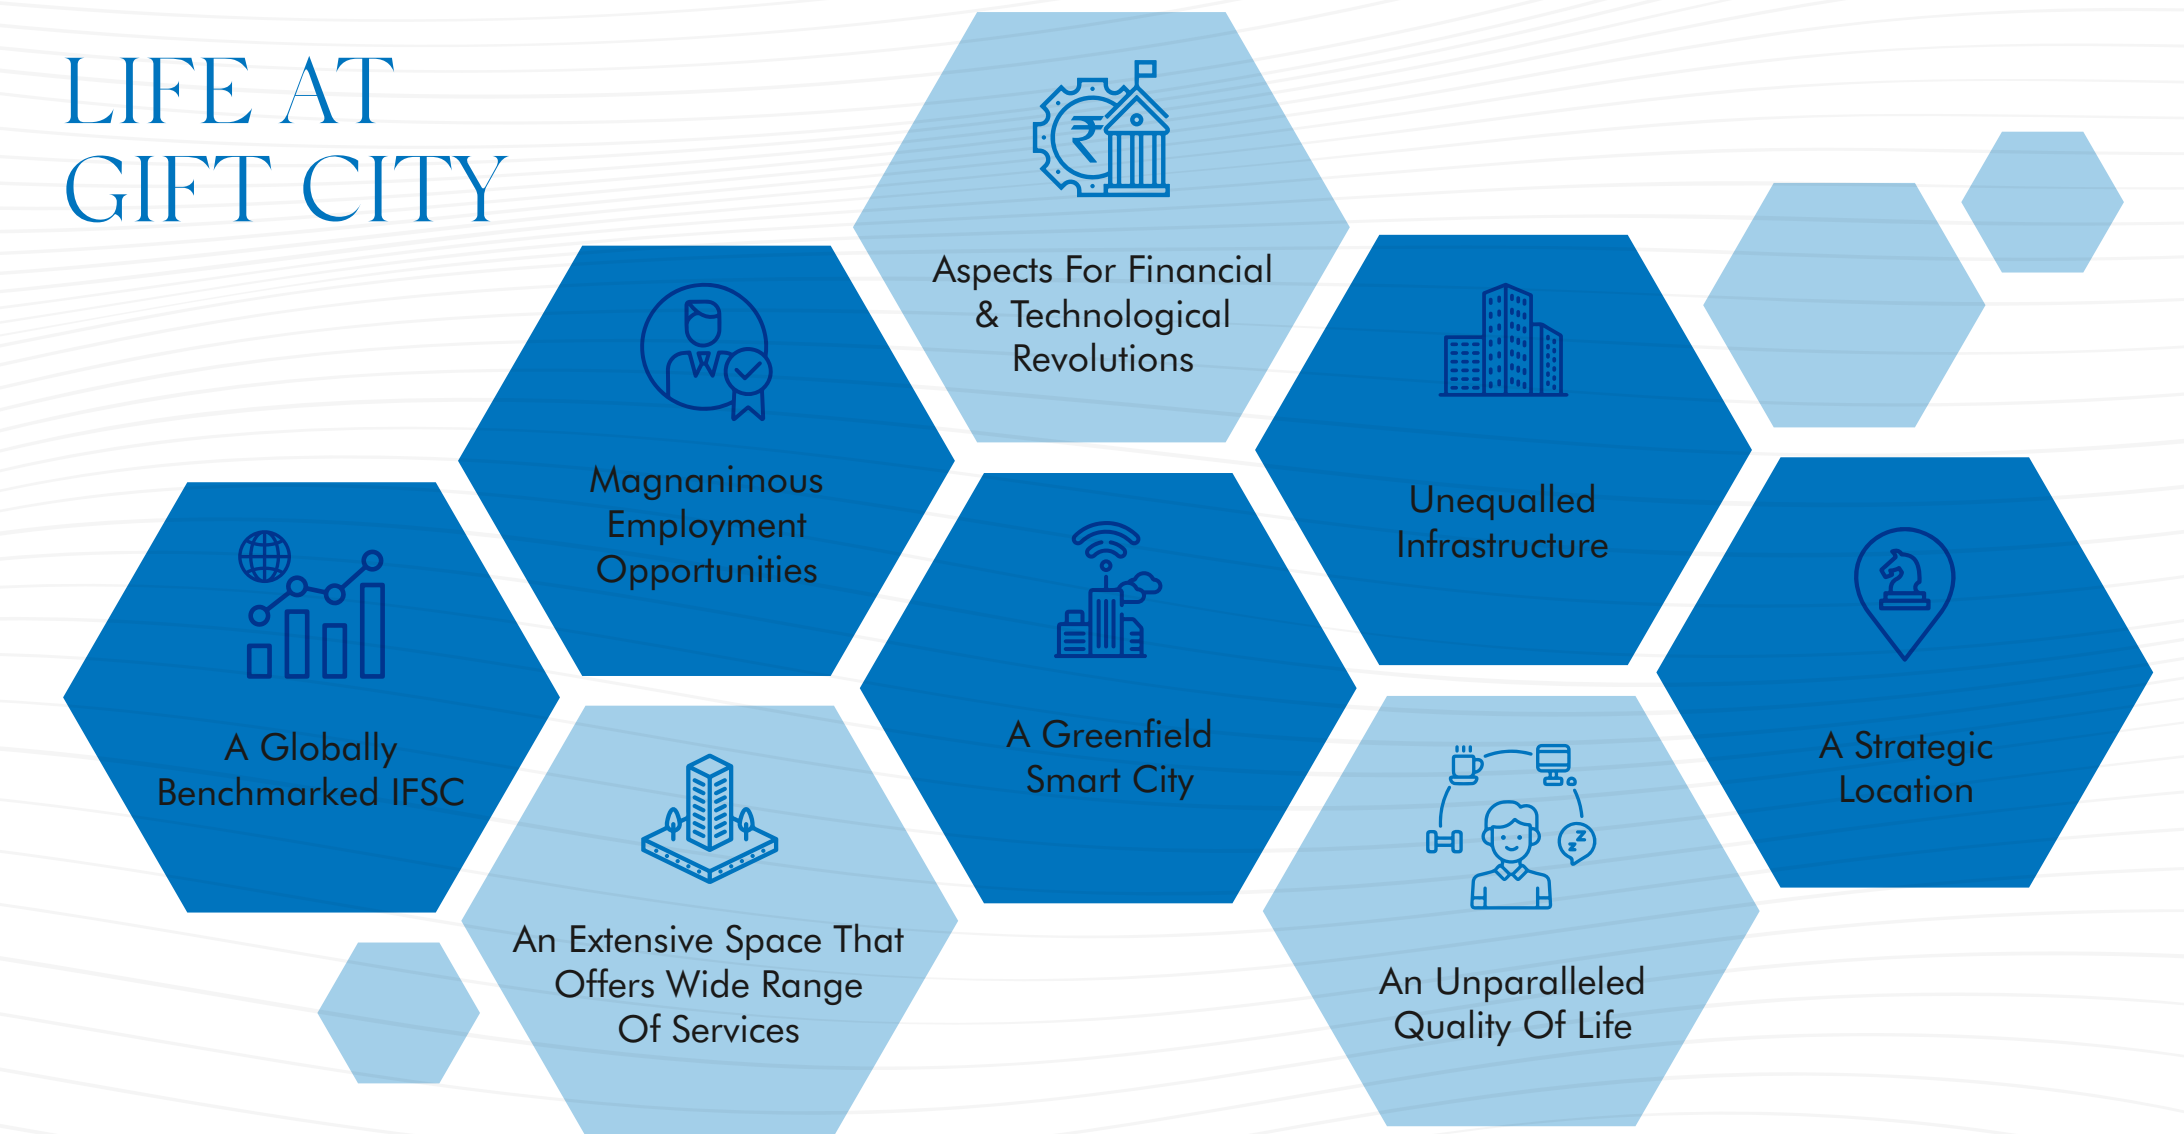 LIFE AT
GIFT CITY
Aspects For Financial
& Technological
Revolutions
Magnanimous
Employment
Opportunities
Unequalled
Infrastructure
A Globally
Benchmarked IFSC
A Greenfield
Smart City
A Strategic
Location
An Extensive Space That
Offers Wide Range
Of Services
An Unparalleled
Quality Of Life